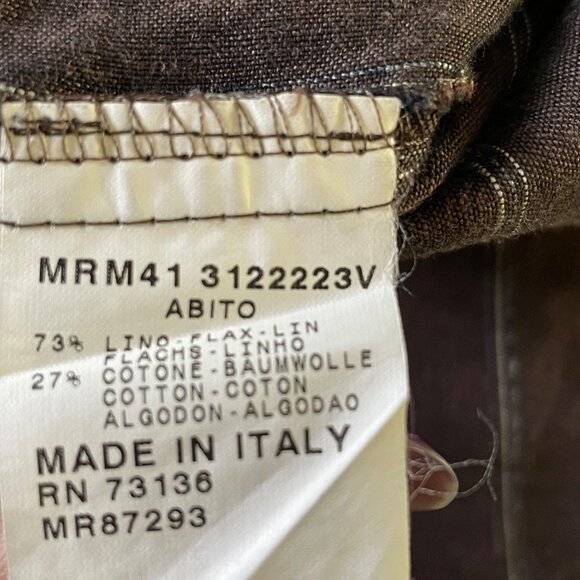 MRM41 3122223V
ABITO
73% LINO-FLAX-LIN
FLACHS-LINHO
27% COTONE-BAUMWOLLE
COTTON-COTON
ALGODON-ALGODAO
MADE IN ITALY
RN 73136
MR87293